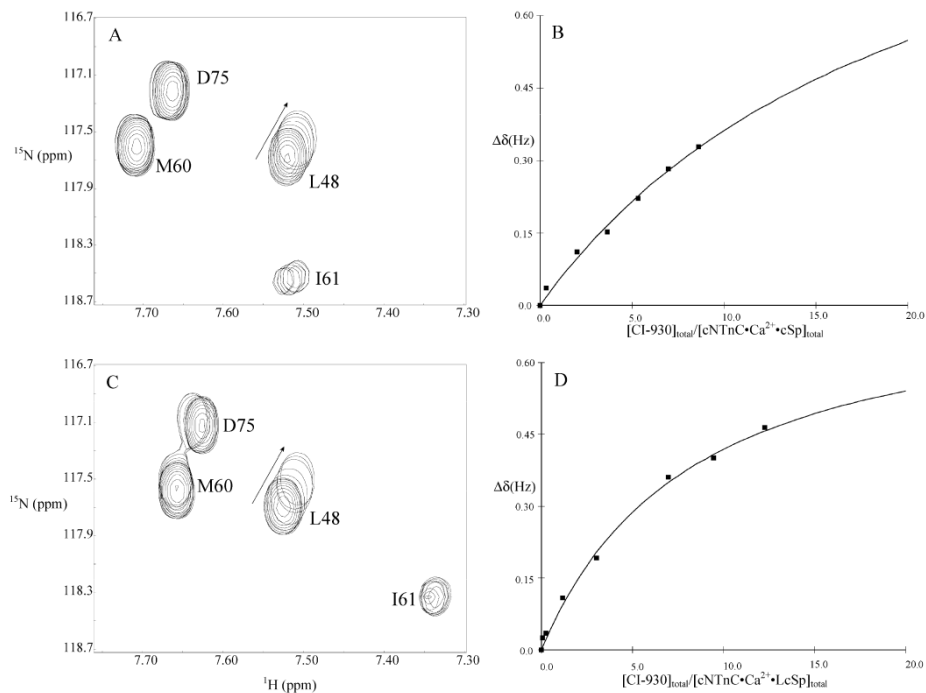 A
116.7
117.1
117.5
¹⁵N (ppm)
117.9
118.3
118.7
D75
M60
L48
I61
7.70 7.60 7.50 7.40 7.30
B
0.60
0.45
Δδ(Hz)
0.30
0.15
0.0
0.0 5.0 10.0 15.0 20.0
[CI-930]total/[cNTnC•Ca²⁺•cSp]total
C
116.7
117.1
117.5
¹⁵N (ppm)
117.9
118.3
118.7
D75
M60
L48
I61
7.70 7.60 7.50 7.40 7.30
¹H (ppm)
D
0.60
0.45
Δδ(Hz)
0.30
0.15
0.0
0.0 5.0 10.0 15.0 20.0
[CI-930]total/[cNTnC•Ca²⁺•LcSp]total